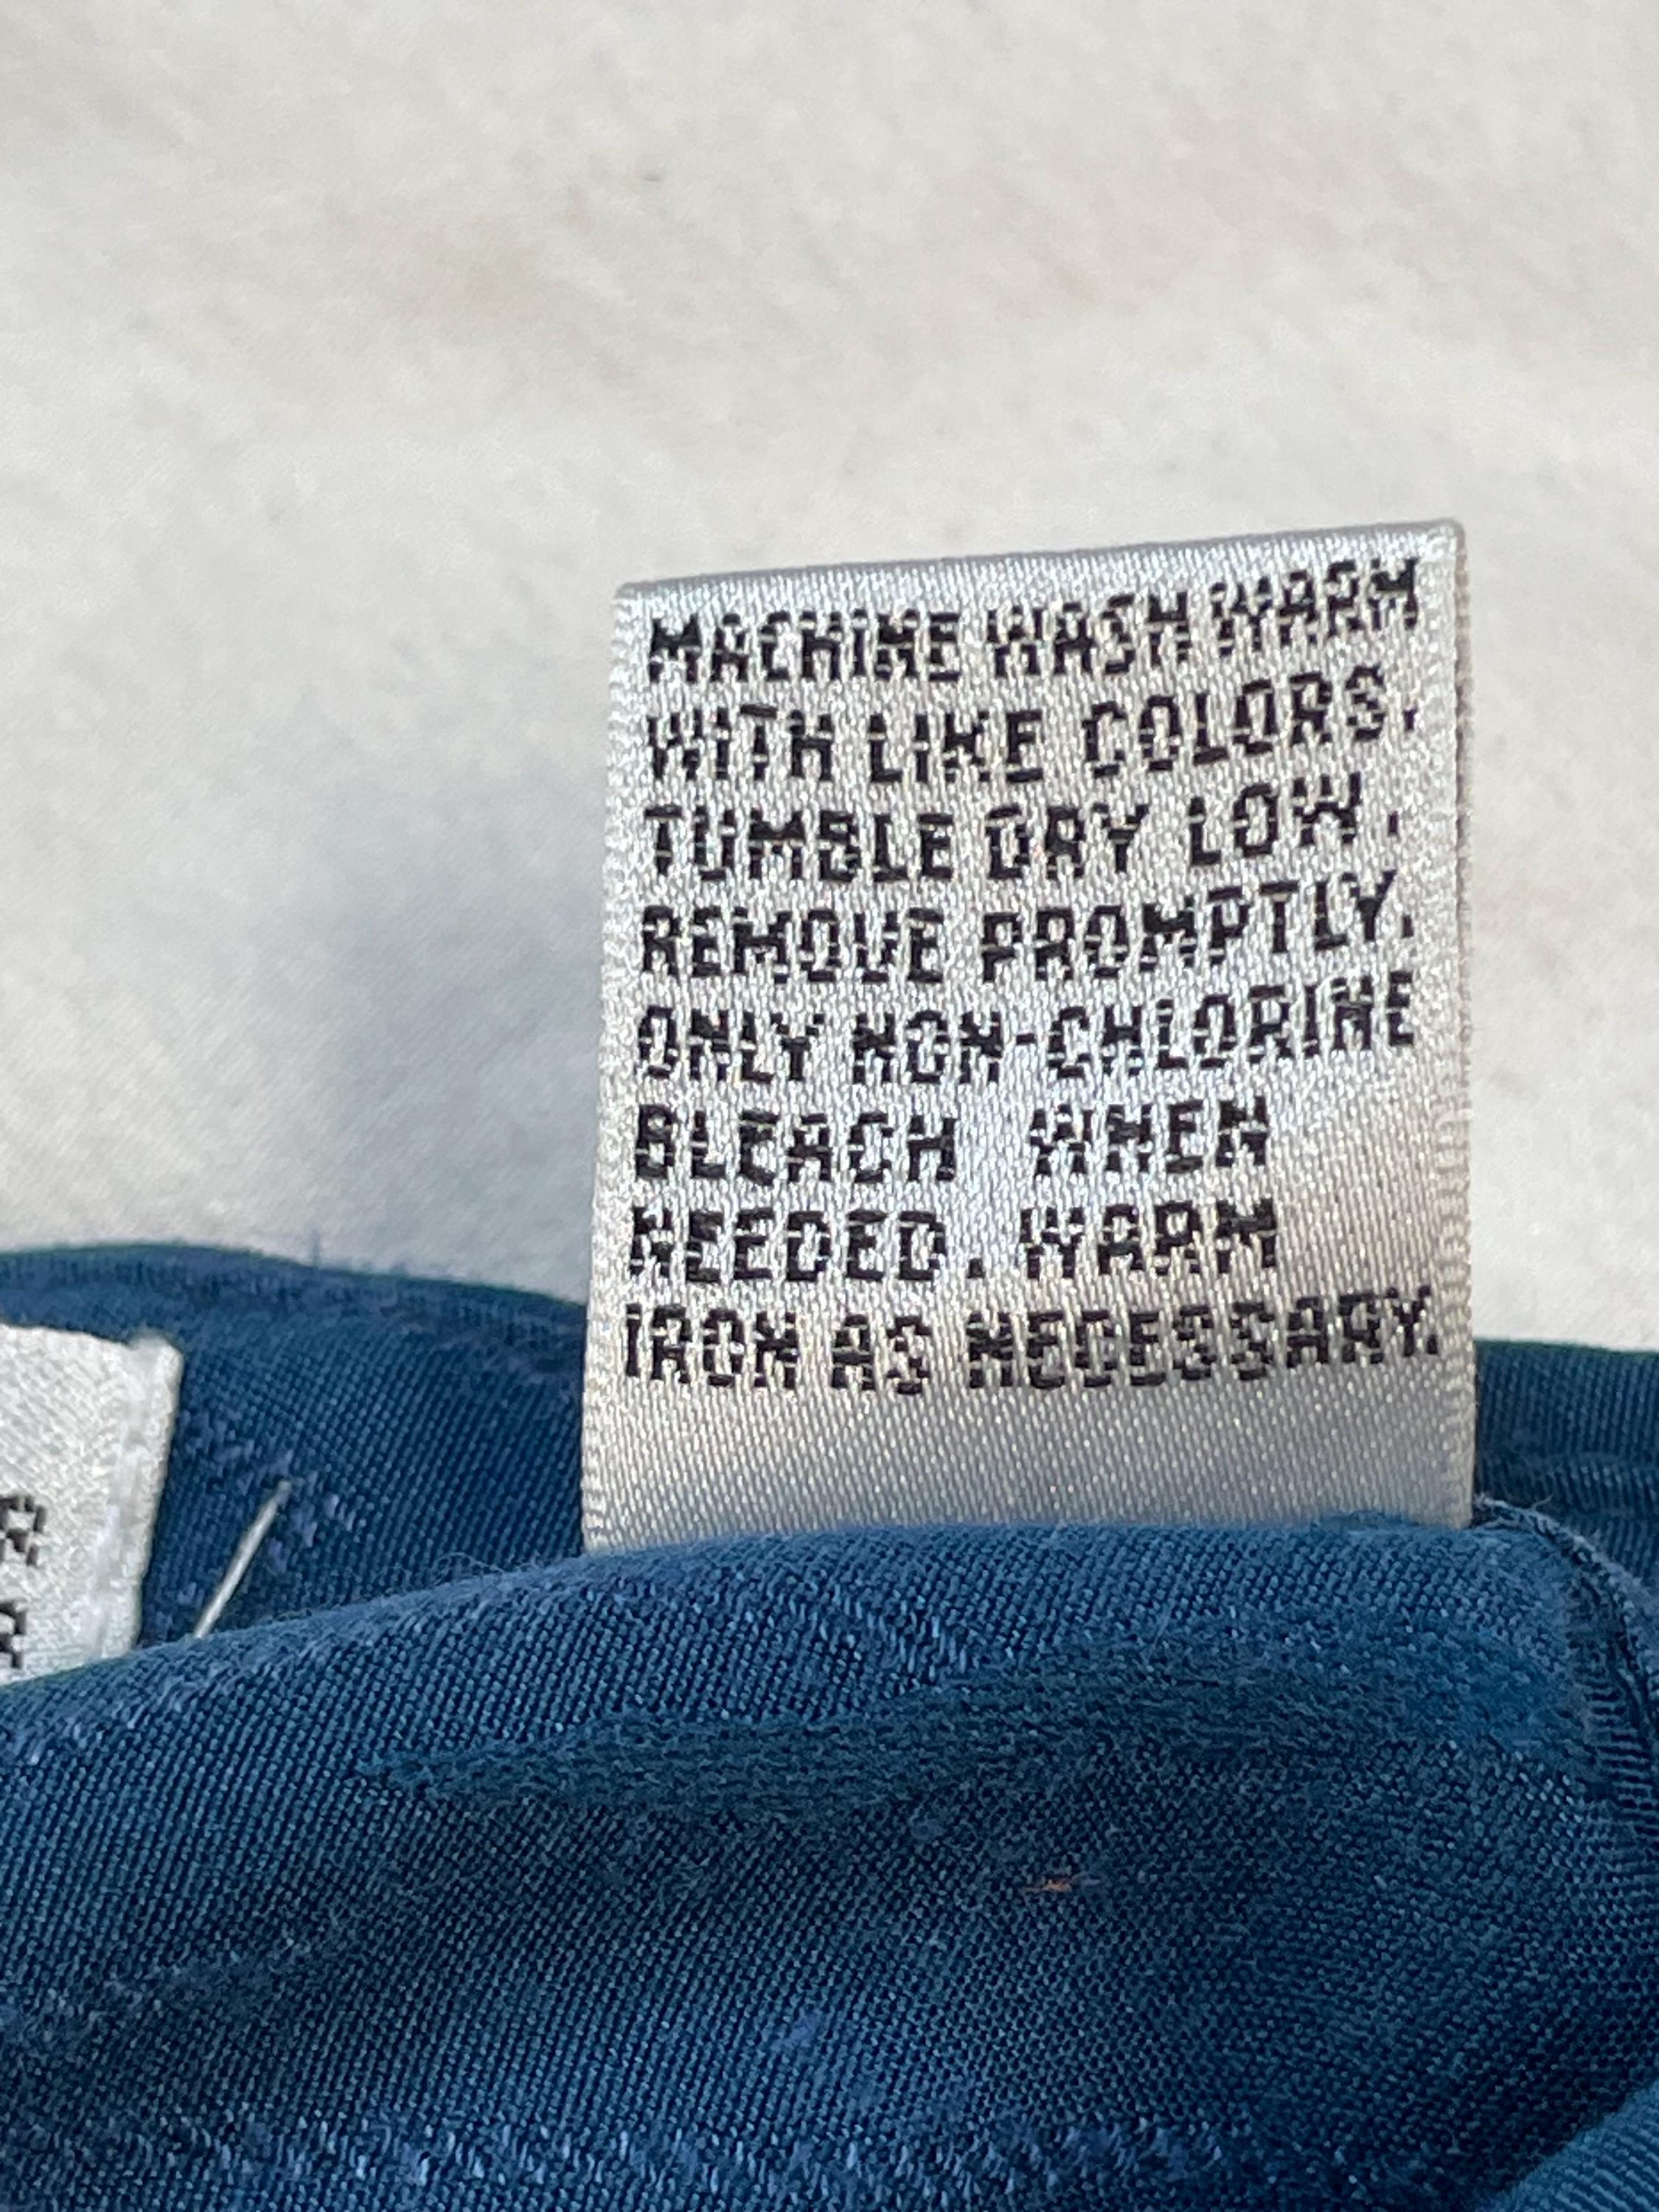 MACHINE WASH WARM
WITH LIKE COLORS.
TUMBLE DRY LOW.
REMOVE PROMPTLY.
ONLY NON-CHLORINE
BLEACH WHEN
NEEDED. WARM
IRON AS NECESSARY.